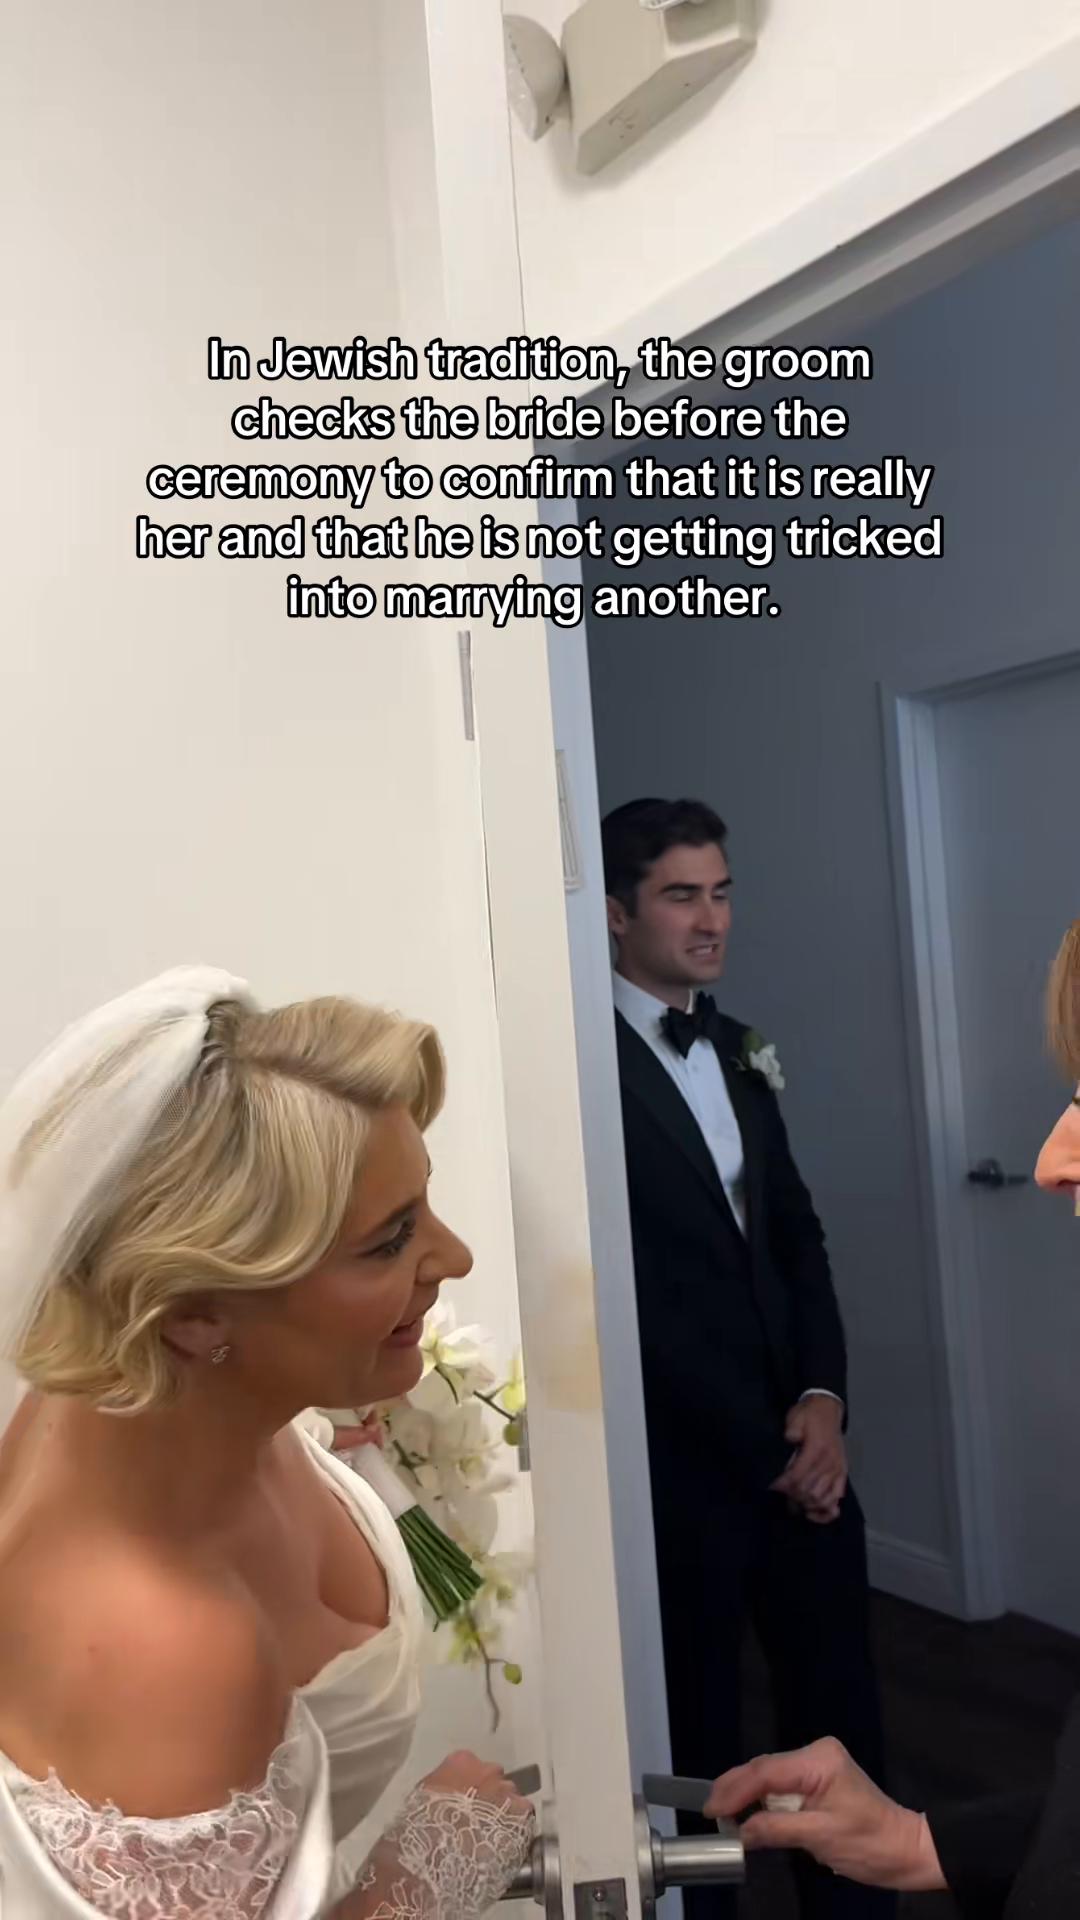 In Jewish tradition, the groom
checks the bride before the
ceremony to confirm that it is really
her and that he is not getting tricked
into marrying another.